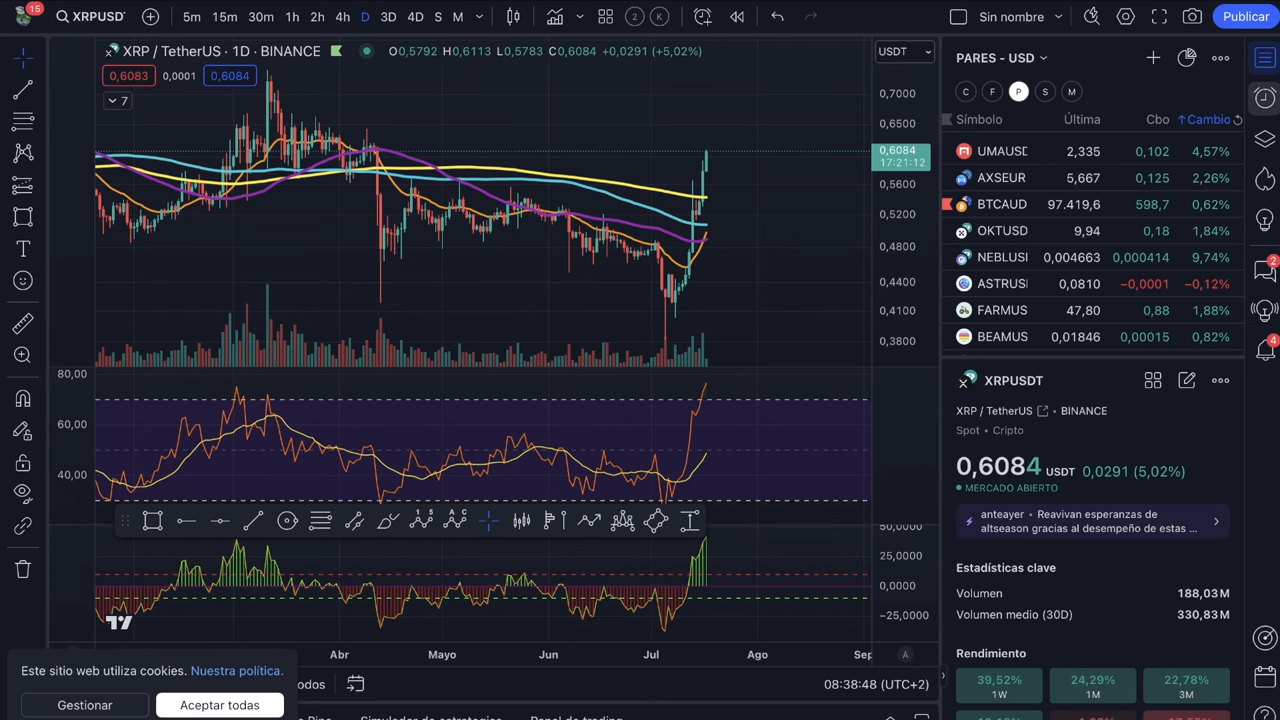 15
XRPUSDT
5m 15m 30m 1h 2h 4h D 3D 4D S M
2 K
Sin nombre
Publicar
XRP / TetherUS · 1D · BINANCE
O0,5792 H0,6113 L0,5783 C0,6084 +0,0291 (+5,02%)
0,6083 0,0001 0,6084
7
USDT
0,7000
0,6500
0,6084
17:21:12
0,5600
0,5200
0,4800
0,4400
0,4100
0,3800
80,00
60,00
40,00
50,0000
25,0000
0,0000
−25,0000
T
1 5
A C
Abr Mayo Jun Jul Ago Sep
A
08:38:48 (UTC+2)
Este sitio web utiliza cookies. Nuestra política.
Gestionar
Aceptar todas
odos
Panel de trading
PARES - USD
C F P S M
Símbolo Última Cbo Cambio
UMAUSD 2,335 0,102 4,57%
AXSEUR 5,667 0,125 2,26%
BTCAUD 97.419,6 598,7 0,62%
OKTUSD 9,94 0,18 1,84%
NEBLUSI 0,004663 0,000414 9,74%
ASTRUSI 0,0810 −0,0001 −0,12%
FARMUS 47,80 0,88 1,88%
BEAMUS 0,01846 0,00015 0,82%
XRPUSDT
XRP / TetherUS • BINANCE
Spot • Cripto
0,6084 USDT 0,0291 (5,02%)
MERCADO ABIERTO
anteayer • Reavivan esperanzas de
altseason gracias al desempeño de estas ...
Estadísticas clave
Volumen 188,03M
Volumen medio (30D) 330,83M
Rendimiento
39,52% 24,29% 22,78%
1W 1M 3M
2
4